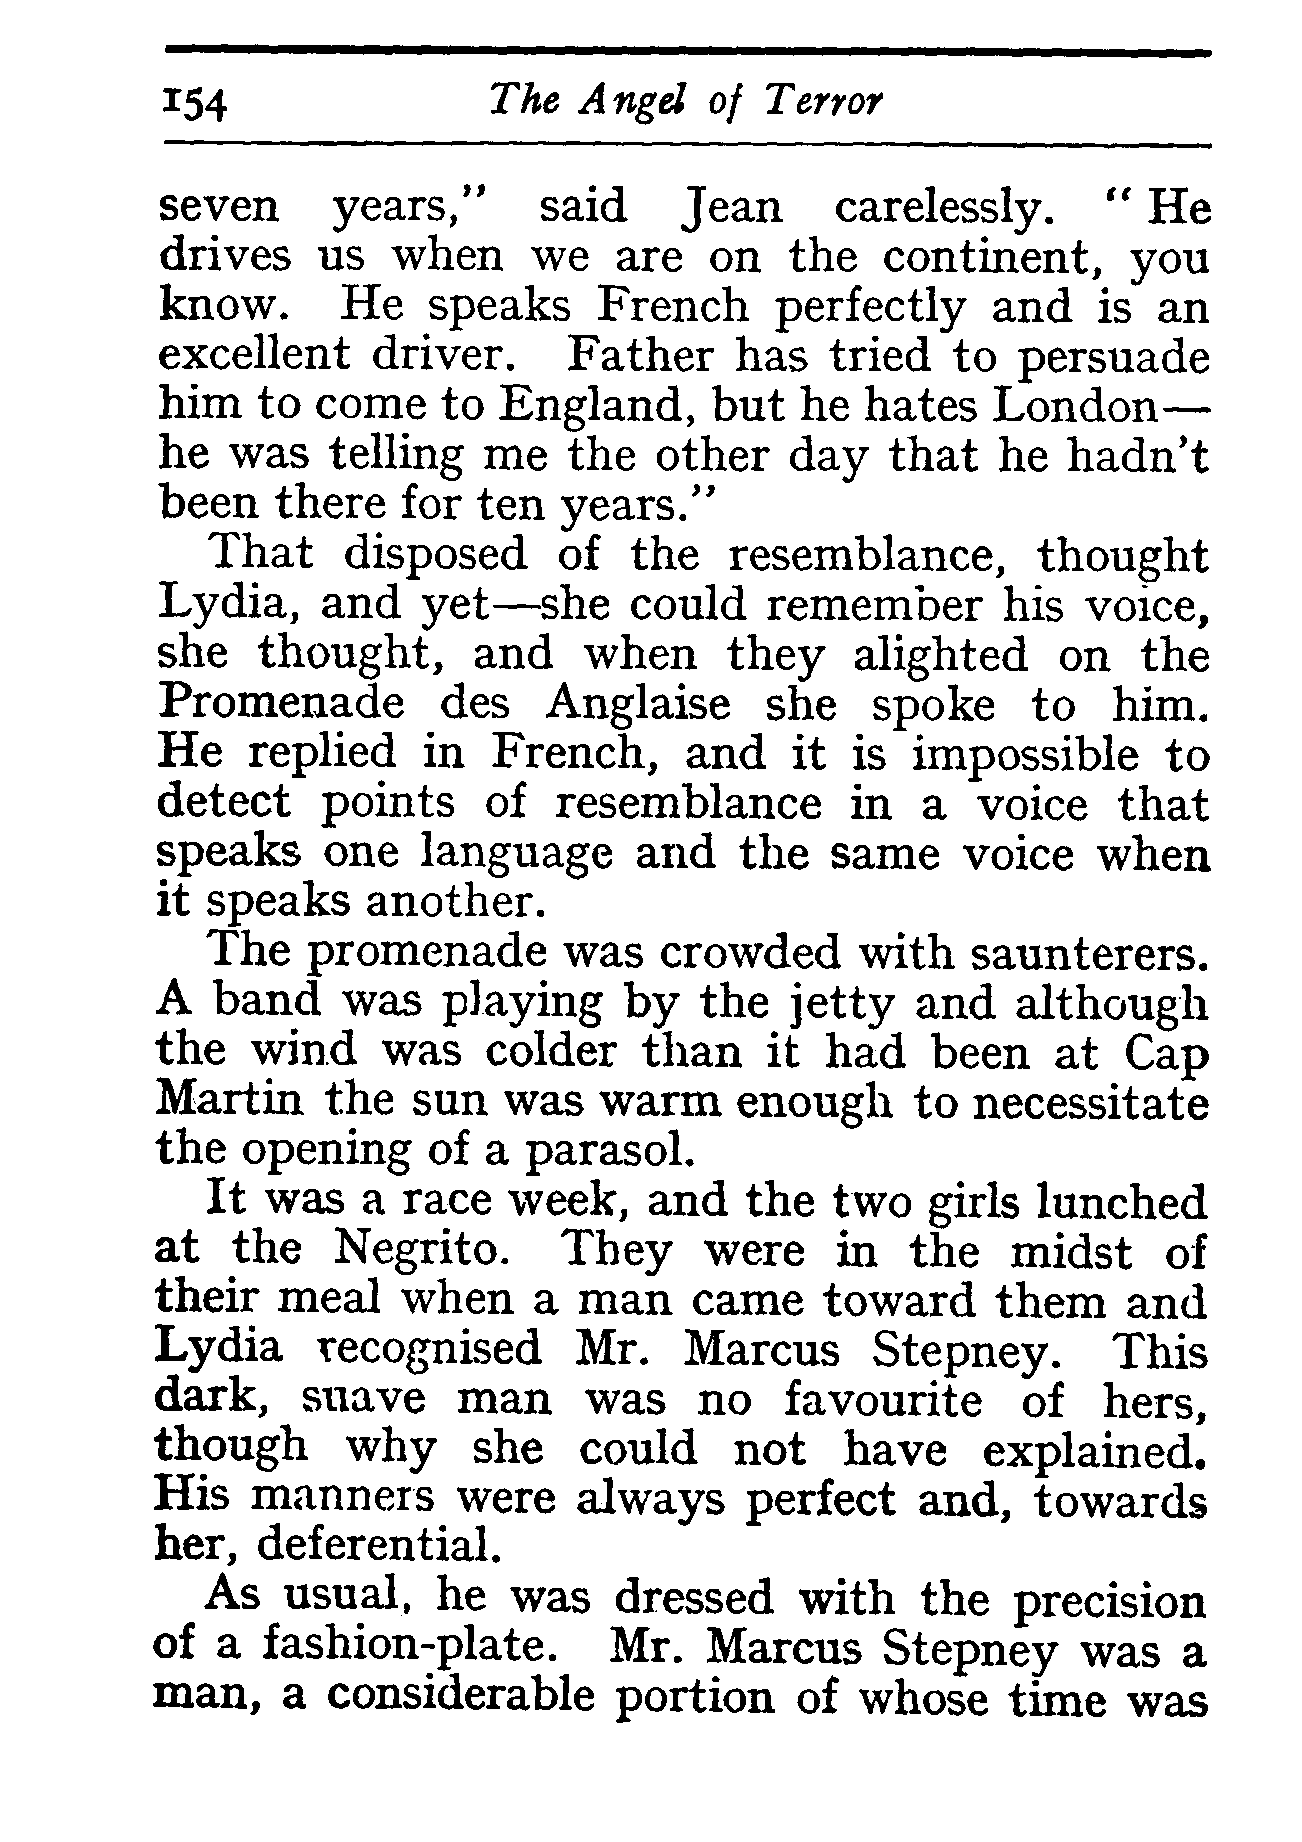 154 The Angel of Terror
seven years," said Jean carelessly. "He
drives us when we are on the continent, you
know. He speaks French perfectly and is an
excellent driver. Father has tried to persuade
him to come to England, but he hates London—
he was telling me the other day that he hadn't
been there for ten years."
That disposed of the resemblance, thought
Lydia, and yet—she could remember his voice,
she thought, and when they alighted on the
Promenade des Anglaise she spoke to him.
He replied in French, and it is impossible to
detect points of resemblance in a voice that
speaks one language and the same voice when
it speaks another.
The promenade was crowded with saunterers.
A band was playing by the jetty and although
the wind was colder than it had been at Cap
Martin the sun was warm enough to necessitate
the opening of a parasol.
It was a race week, and the two girls lunched
at the Negrito. They were in the midst of
their meal when a man came toward them and
Lydia recognised Mr. Marcus Stepney. This
dark, suave man was no favourite of hers,
though why she could not have explained.
His manners were always perfect and, towards
her, deferential.
As usual, he was dressed with the precision
of a fashion-plate. Mr. Marcus Stepney was a
man, a considerable portion of whose time was